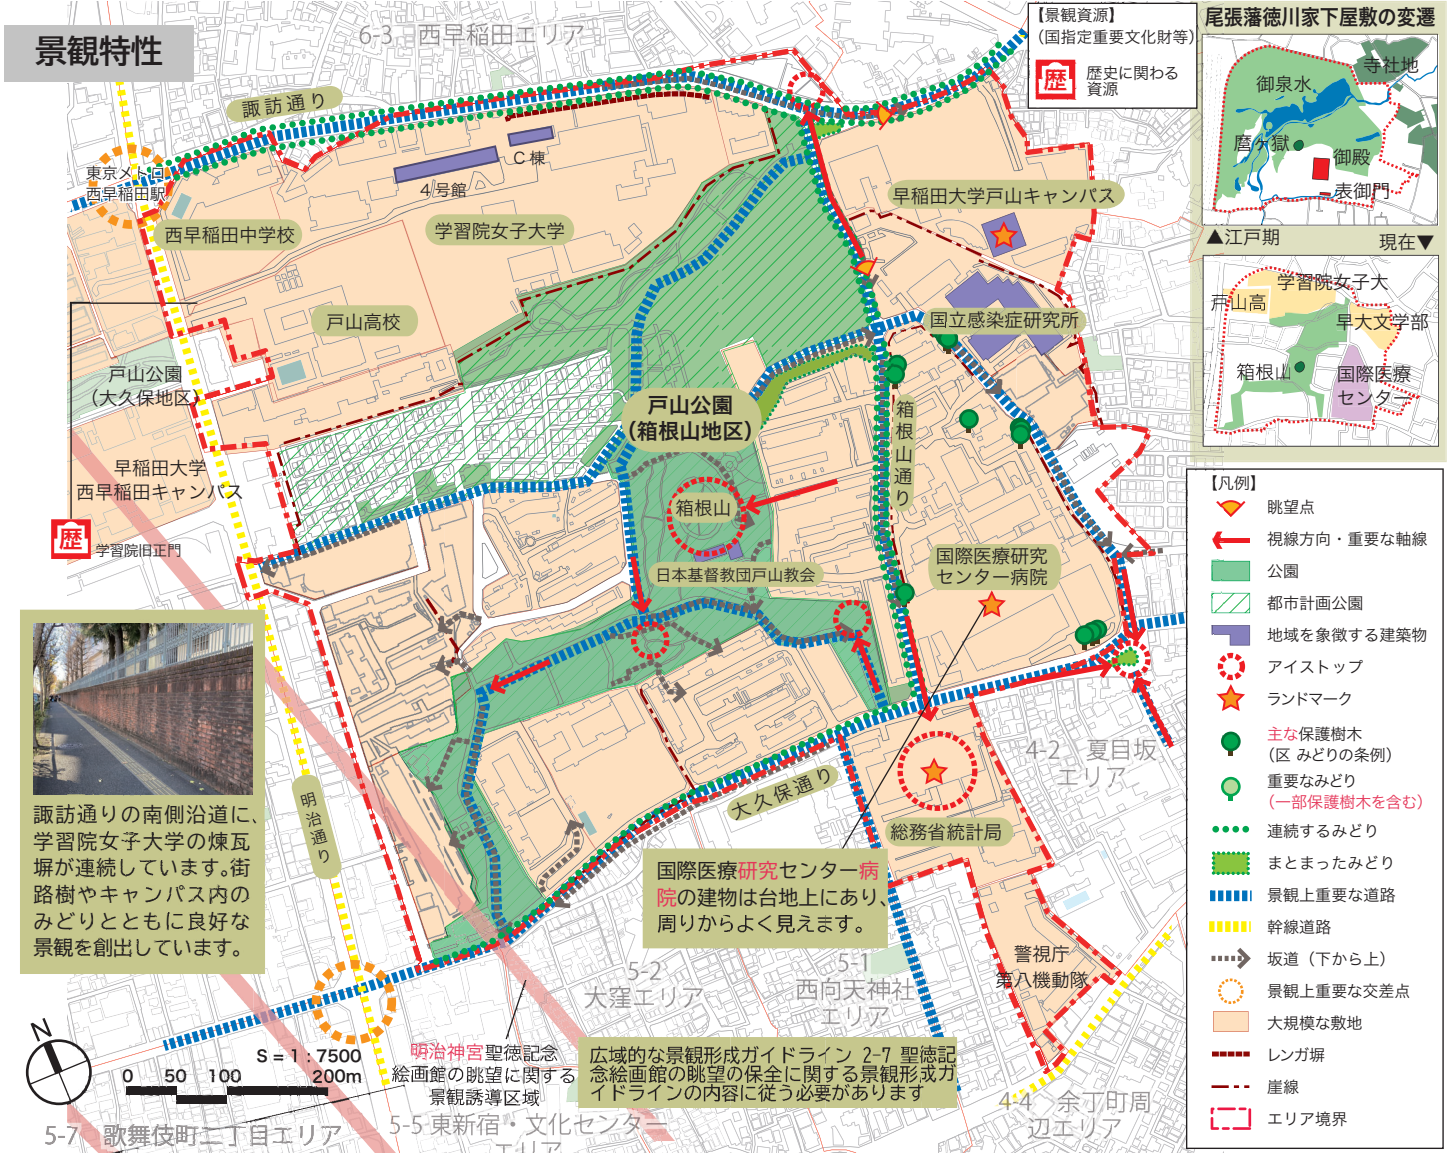 景観特性
6-3 西早稲田エリア
【景観資源】
(国指定重要文化財等)
歴
歴史に関わる
資源
尾張藩徳川家下屋敷の変遷
寺社地
御泉水
麿ヶ嶽
御殿
表御門
▲江戸期
現在▼
学習院女子大
戸山高
早大文学部
箱根山
国際医療
センター
諏訪通り
C棟
4号館
東京メトロ
西早稲田駅
西早稲田中学校
学習院女子大学
早稲田大学戸山キャンパス
戸山高校
国立感染症研究所
戸山公園
(大久保地区)
戸山公園
(箱根山地区)
箱根山通り
早稲田大学
西早稲田キャンパス
歴
学習院旧正門
箱根山
日本基督教団戸山教会
国際医療研究
センター病院
諏訪通りの南側沿道に、
学習院女子大学の煉瓦
塀が連続しています。街
路樹やキャンパス内の
みどりとともに良好な
景観を創出しています。
明治通り
大久保通り
4-2 夏目坂
エリア
総務省統計局
国際医療研究センター病
院の建物は台地上にあり、
周りからよく見えます。
5-2
大窪エリア
5-1
西向天神社
エリア
警視庁
第八機動隊
N
S=1:7500
0 50 100 200m
明治神宮聖徳記念
絵画館の眺望に関する
景観誘導区域
広域的な景観形成ガイドライン 2-7 聖徳記
念絵画館の眺望の保全に関する景観形成ガ
イドラインの内容に従う必要があります
5-7 歌舞伎町二丁目エリア
5-5 東新宿・文化センター
エリア
4-4 余丁町周
辺エリア
【凡例】
眺望点
視線方向・重要な軸線
公園
都市計画公園
地域を象徴する建築物
アイストップ
ランドマーク
主な保護樹木
(区 みどりの条例)
重要なみどり
(一部保護樹木を含む)
連続するみどり
まとまったみどり
景観上重要な道路
幹線道路
坂道(下から上)
景観上重要な交差点
大規模な敷地
レンガ塀
崖線
エリア境界